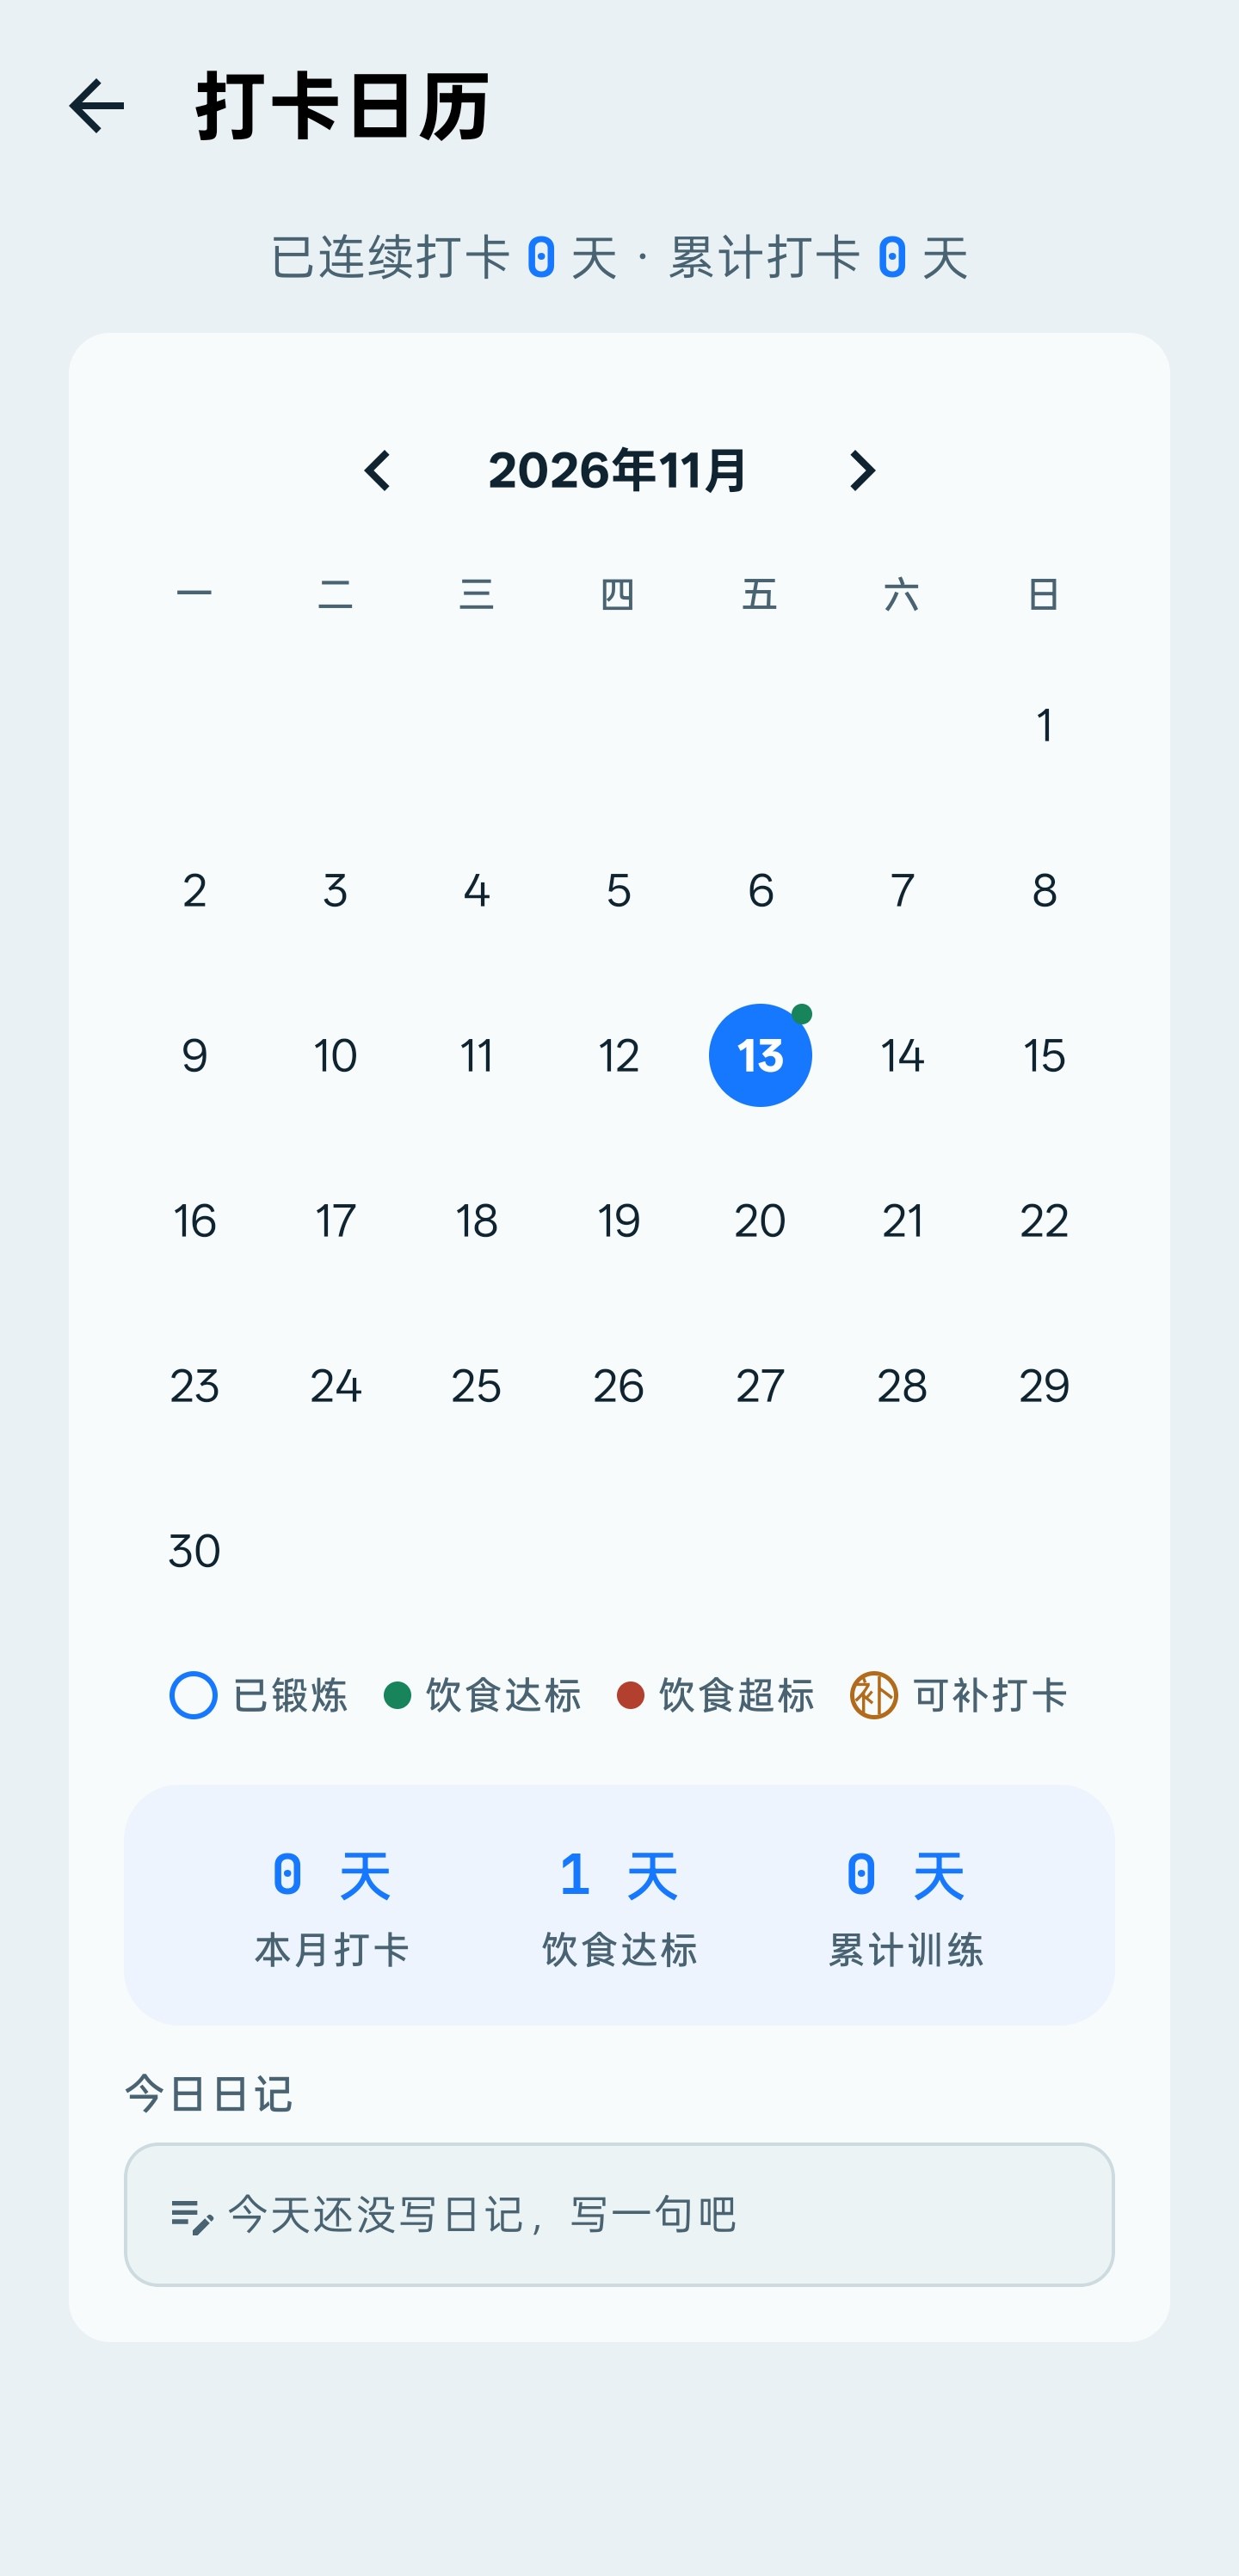 打卡日历
已连续打卡 0 天 · 累计打卡 0 天
2026年11月
一 二 三 四 五 六 日
1
2 3 4 5 6 7 8
9 10 11 12 13 14 15
16 17 18 19 20 21 22
23 24 25 26 27 28 29
30
已锻炼 饮食达标 饮食超标 补 可补打卡
0 天 1 天 0 天
本月打卡 饮食达标 累计训练
今日日记
今天还没写日记，写一句吧